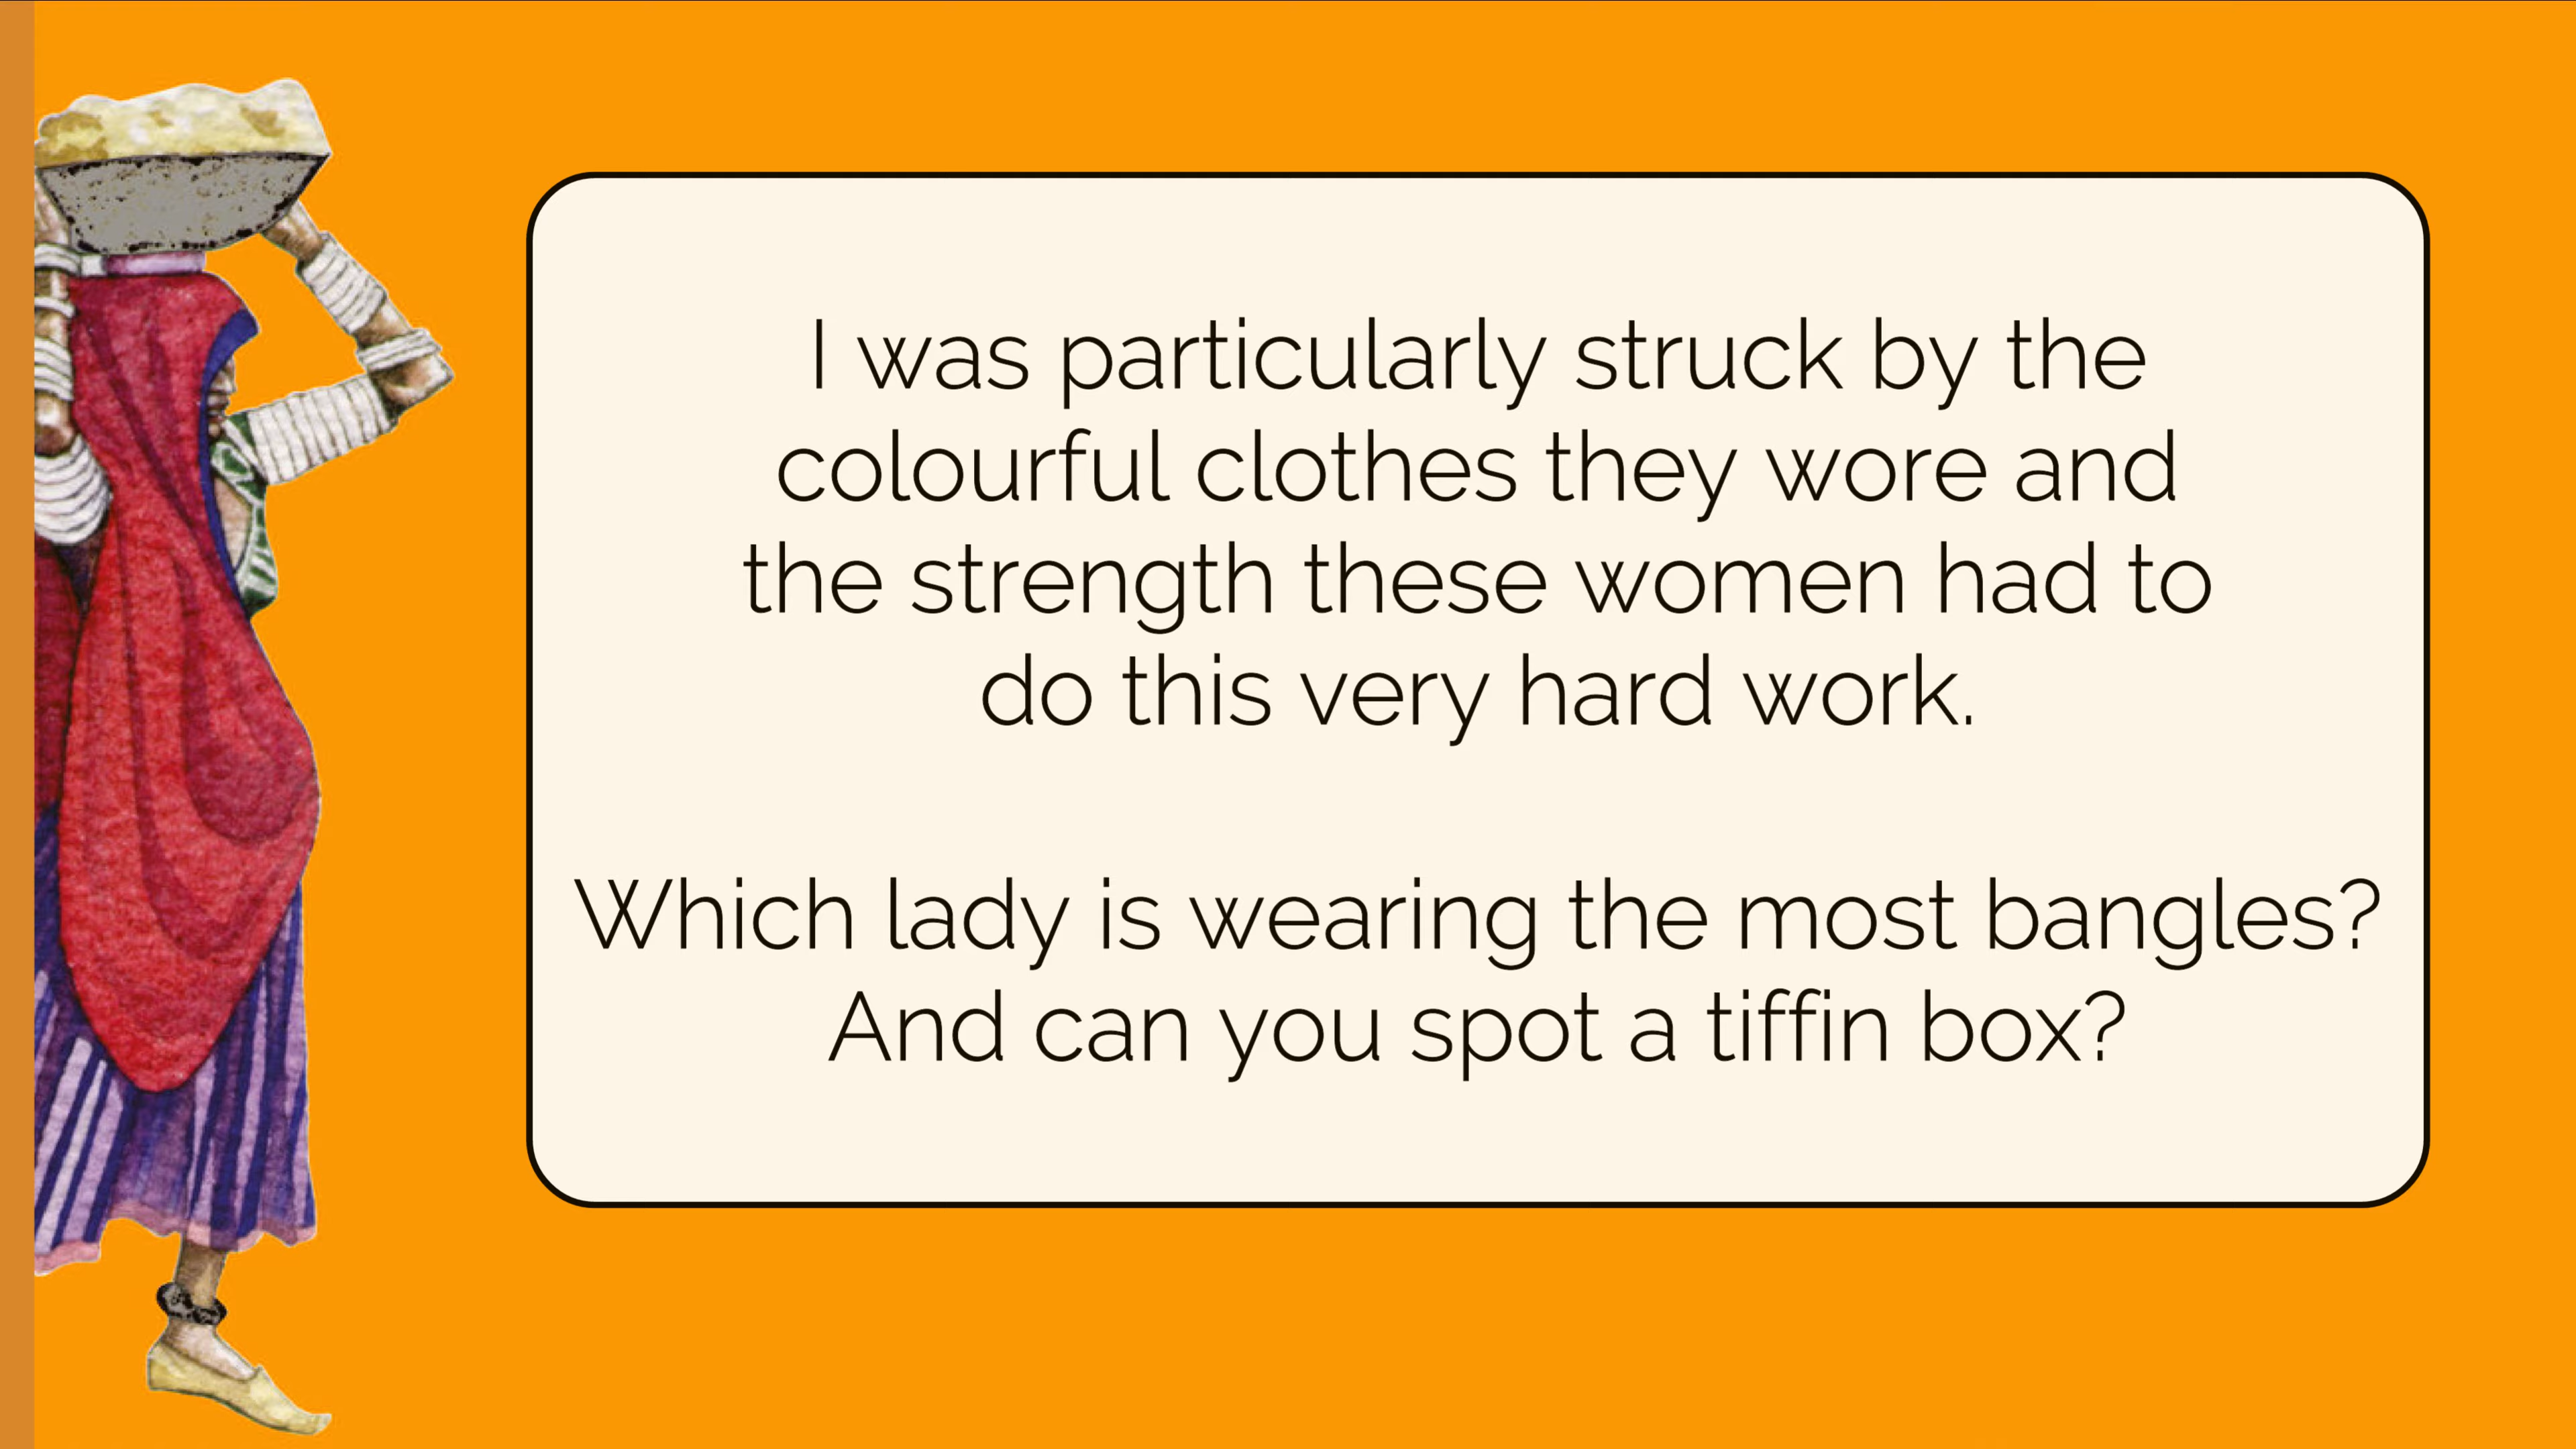 I was particularly struck by the
colourful clothes they wore and
the strength these women had to
do this very hard work.
Which lady is wearing the most bangles?
And can you spot a tiffin box?